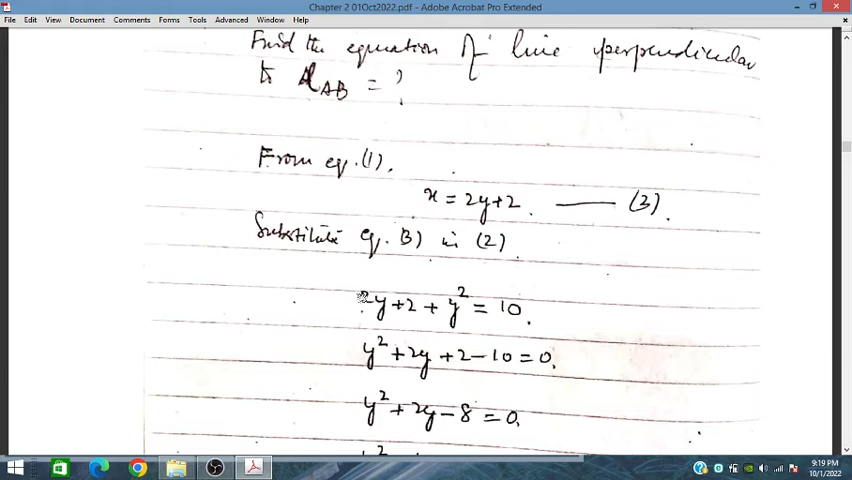 Chapter 2 01Oct2022.pdf - Adobe Acrobat Pro Extended
File Edit View Document Comments Forms Tools Advanced Window Help
Find the equation of line perpendicular
to d_AB = ?
From eq. (1),
x = 2y+2. —— (3).
Substitute eq. (3) in (2)
2y + 2 + y² = 10.
y² + 2y + 2 - 10 = 0.
y² + 2y - 8 = 0.
9:19 PM
10/1/2022